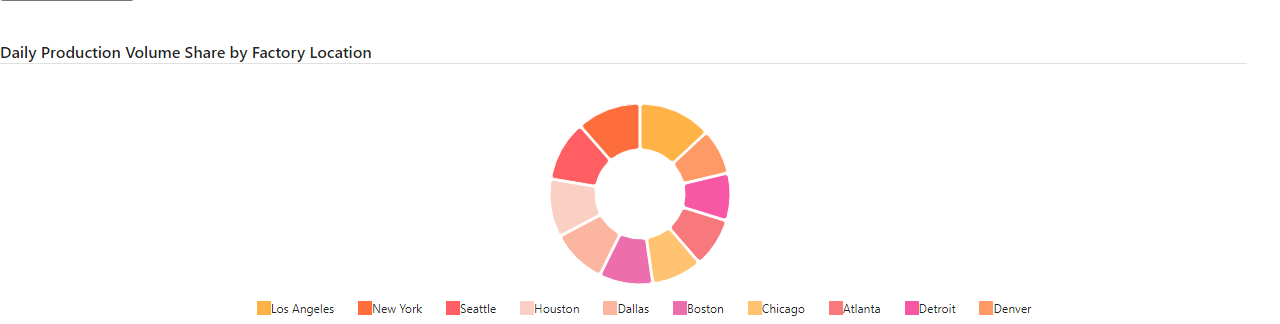 Daily Production Volume Share by Factory Location
Los Angeles New York Seattle Houston Dallas Boston Chicago Atlanta Detroit Denver